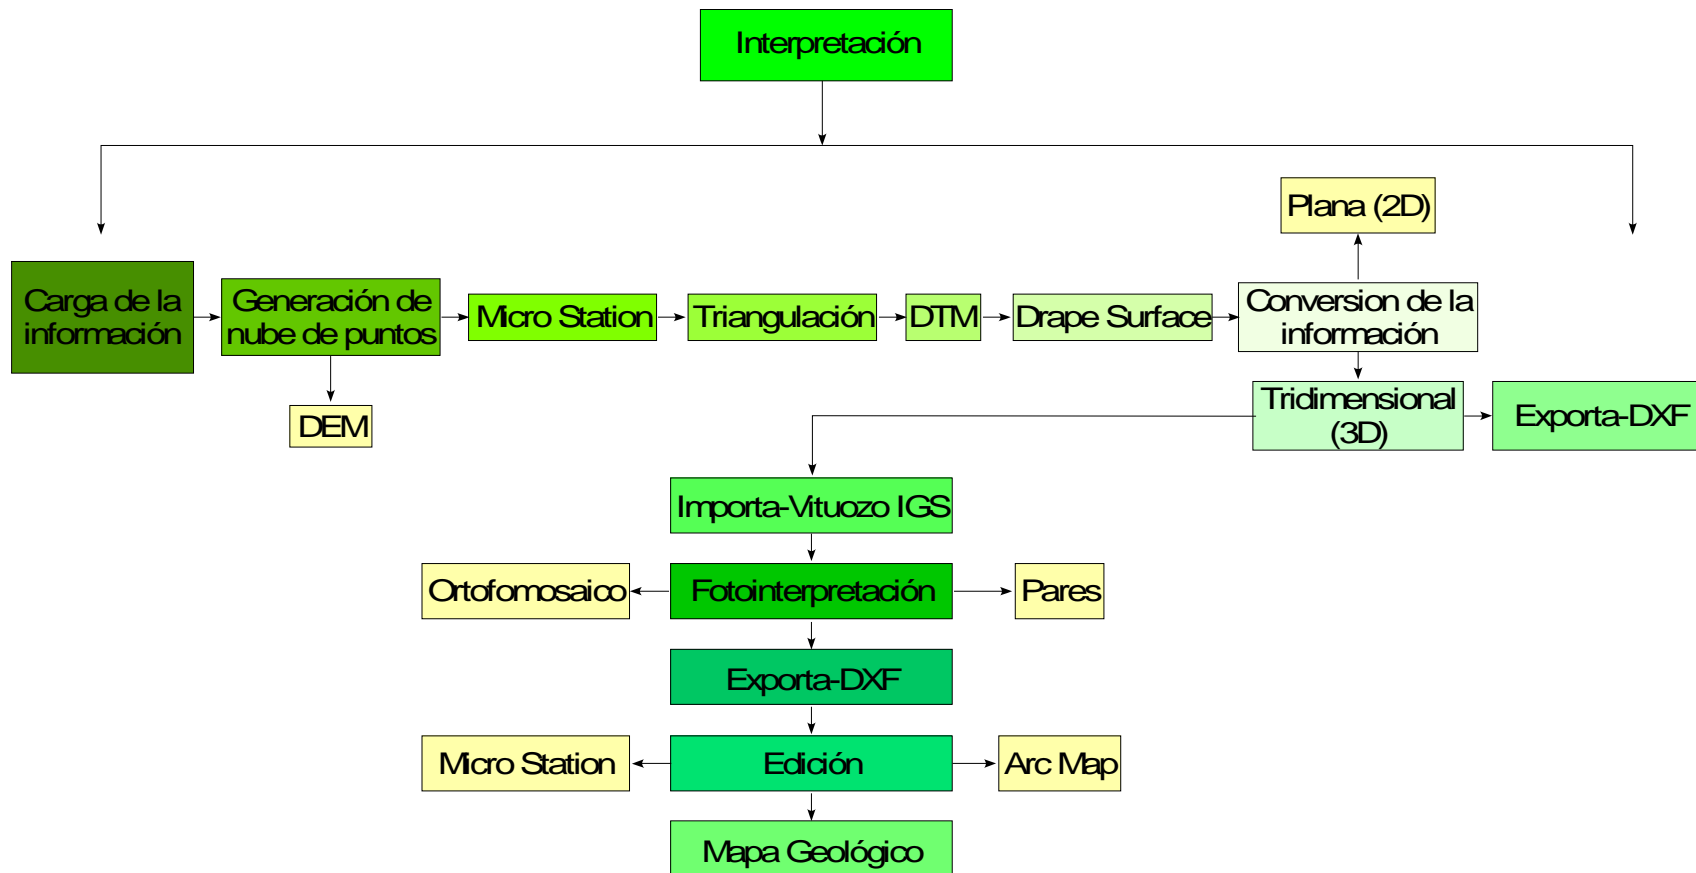 Interpretación
Plana (2D)
Carga de la
información
Generación de
nube de puntos
Micro Station
Triangulación
DTM
Drape Surface
Conversion de la
información
DEM
Tridimensional
(3D)
Exporta-DXF
Importa-Vituozo IGS
Ortofomosaico
Fotointerpretación
Pares
Exporta-DXF
Micro Station
Edición
Arc Map
Mapa Geológico